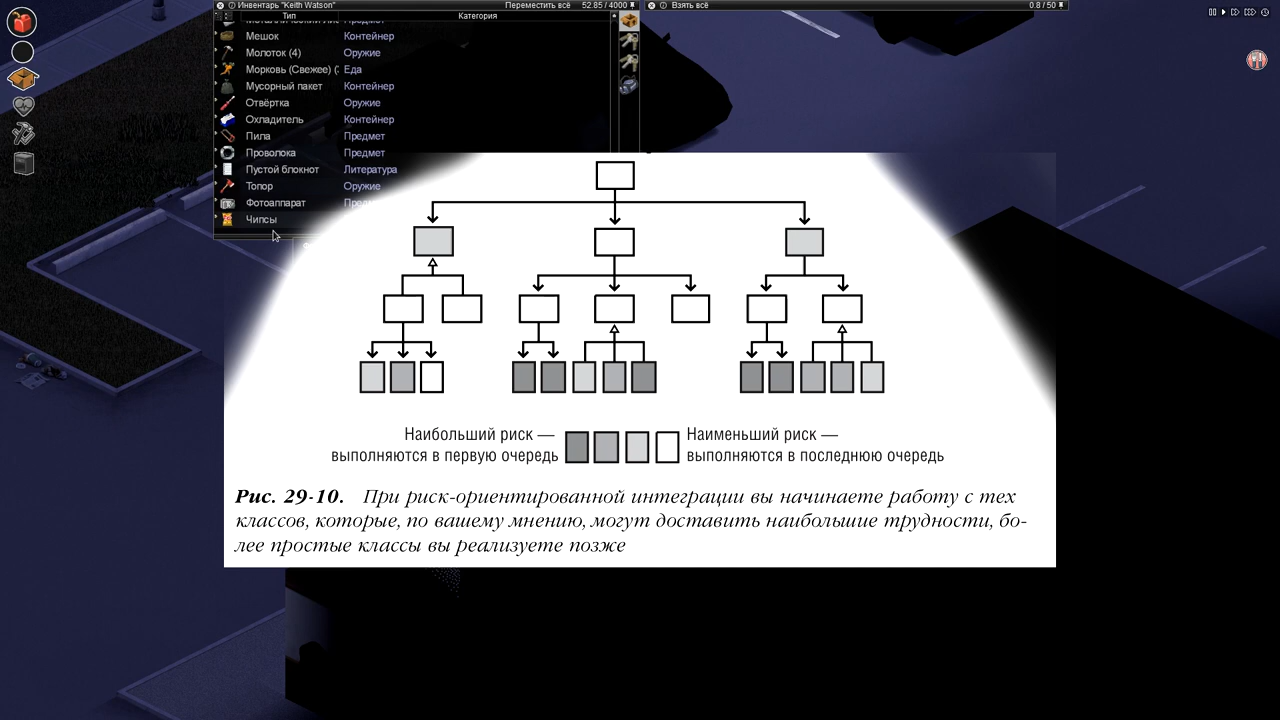 Инвентарь "Keith Watson"
Переместить всё
52.85 / 4000
Взять всё
0.8 / 50
Тип
Категория
Предмет
Мешок
Контейнер
Молоток (4)
Оружие
Морковь (Свежее) (
Еда
Мусорный пакет
Контейнер
Отвёртка
Оружие
Охладитель
Контейнер
Пила
Предмет
Проволока
Предмет
Пустой блокнот
Литература
Топор
Оружие
Фотоаппарат
Чипсы
Наибольший риск —
выполняются в первую очередь
Наименьший риск —
выполняются в последнюю очередь
Рис. 29-10. При риск-ориентированной интеграции вы начинаете работу с тех
классов, которые, по вашему мнению, могут доставить наибольшие трудности, бо-
лее простые классы вы реализуете позже